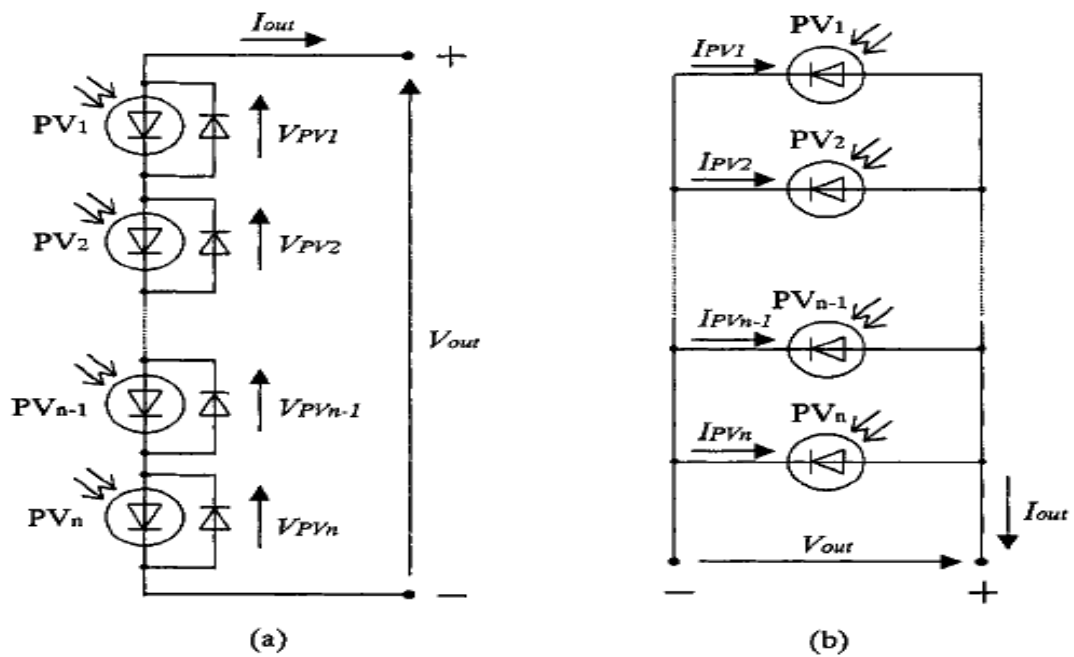 Iout
+
PV1
VPV1
PV2
VPV2
Vout
PVn-1
VPVn-1
PVn
VPVn
−
(a)
PV1
IPV1
PV2
IPV2
PVn-1
IPVn-1
PVn
IPVn
Iout
Vout
− +
(b)